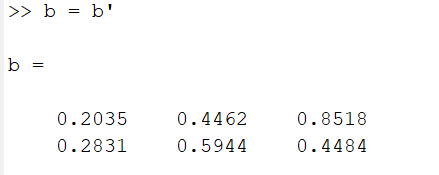 >> b = b'
b =
0.2035 0.4462 0.8518
0.2831 0.5944 0.4484